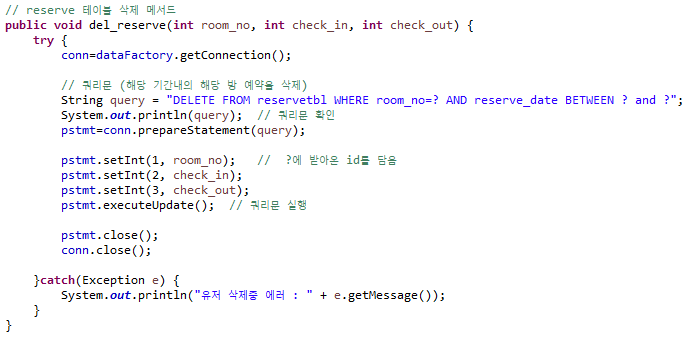 // reserve 테이블 삭제 메서드
public void del_reserve(int room_no, int check_in, int check_out) {
try {
conn=dataFactory.getConnection();
// 쿼리문 (해당 기간내의 해당 방 예약을 삭제)
String query = "DELETE FROM reservetbl WHERE room_no=? AND reserve_date BETWEEN ? and ?";
System.out.println(query);  // 쿼리문 확인
pstmt=conn.prepareStatement(query);
pstmt.setInt(1, room_no);   //  ?에 받아온 id를 담음
pstmt.setInt(2, check_in);
pstmt.setInt(3, check_out);
pstmt.executeUpdate();  // 쿼리문 실행
pstmt.close();
conn.close();
}catch(Exception e) {
System.out.println("유저 삭제중 에러 : " + e.getMessage());
}
}